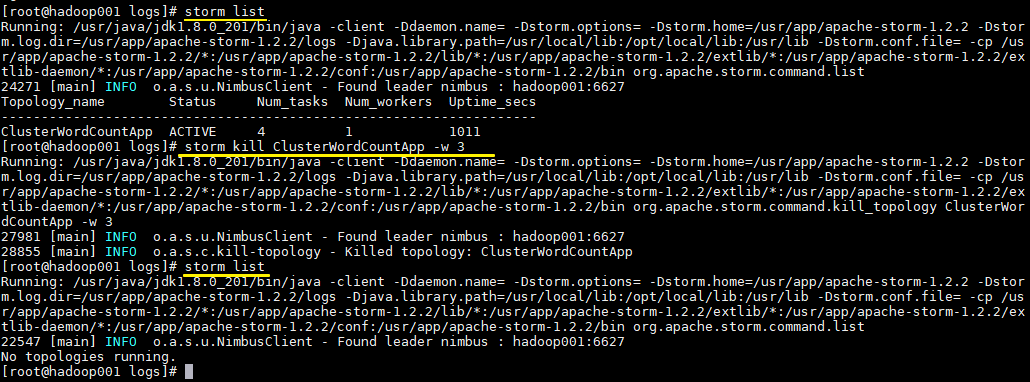 [root@hadoop001 logs]# storm list
Running: /usr/java/jdk1.8.0_201/bin/java -client -Ddaemon.name= -Dstorm.options= -Dstorm.home=/usr/app/apache-storm-1.2.2 -Dstor
m.log.dir=/usr/app/apache-storm-1.2.2/logs -Djava.library.path=/usr/local/lib:/opt/local/lib:/usr/lib -Dstorm.conf.file= -cp /us
r/app/apache-storm-1.2.2/*:/usr/app/apache-storm-1.2.2/lib/*:/usr/app/apache-storm-1.2.2/extlib/*:/usr/app/apache-storm-1.2.2/ex
tlib-daemon/*:/usr/app/apache-storm-1.2.2/conf:/usr/app/apache-storm-1.2.2/bin org.apache.storm.command.list
24271 [main] INFO  o.a.s.u.NimbusClient - Found leader nimbus : hadoop001:6627
Topology_name        Status     Num_tasks  Num_workers  Uptime_secs
-------------------------------------------------------------------
ClusterWordCountApp  ACTIVE     4          1            1011
[root@hadoop001 logs]# storm kill ClusterWordCountApp -w 3
Running: /usr/java/jdk1.8.0_201/bin/java -client -Ddaemon.name= -Dstorm.options= -Dstorm.home=/usr/app/apache-storm-1.2.2 -Dstor
m.log.dir=/usr/app/apache-storm-1.2.2/logs -Djava.library.path=/usr/local/lib:/opt/local/lib:/usr/lib -Dstorm.conf.file= -cp /us
r/app/apache-storm-1.2.2/*:/usr/app/apache-storm-1.2.2/lib/*:/usr/app/apache-storm-1.2.2/extlib/*:/usr/app/apache-storm-1.2.2/ex
tlib-daemon/*:/usr/app/apache-storm-1.2.2/conf:/usr/app/apache-storm-1.2.2/bin org.apache.storm.command.kill_topology ClusterWor
dCountApp -w 3
27981 [main] INFO  o.a.s.u.NimbusClient - Found leader nimbus : hadoop001:6627
28855 [main] INFO  o.a.s.c.kill-topology - Killed topology: ClusterWordCountApp
[root@hadoop001 logs]# storm list
Running: /usr/java/jdk1.8.0_201/bin/java -client -Ddaemon.name= -Dstorm.options= -Dstorm.home=/usr/app/apache-storm-1.2.2 -Dstor
m.log.dir=/usr/app/apache-storm-1.2.2/logs -Djava.library.path=/usr/local/lib:/opt/local/lib:/usr/lib -Dstorm.conf.file= -cp /us
r/app/apache-storm-1.2.2/*:/usr/app/apache-storm-1.2.2/lib/*:/usr/app/apache-storm-1.2.2/extlib/*:/usr/app/apache-storm-1.2.2/ex
tlib-daemon/*:/usr/app/apache-storm-1.2.2/conf:/usr/app/apache-storm-1.2.2/bin org.apache.storm.command.list
22547 [main] INFO  o.a.s.u.NimbusClient - Found leader nimbus : hadoop001:6627
No topologies running.
[root@hadoop001 logs]#